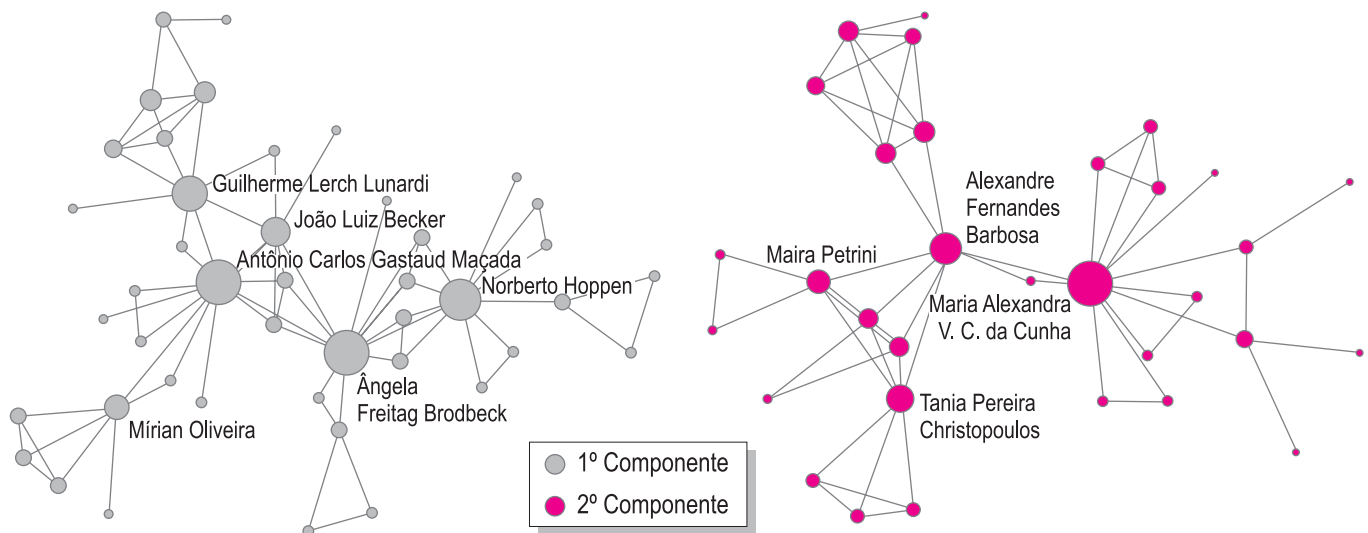 Guilherme Lerch Lunardi
João Luiz Becker
Antônio Carlos Gastaud Maçada
Norberto Hoppen
Ângela
Freitag Brodbeck
Mírian Oliveira
Alexandre
Fernandes
Barbosa
Maira Petrini
Maria Alexandra
V. C. da Cunha
Tania Pereira
Christopoulos
1º Componente
2º Componente